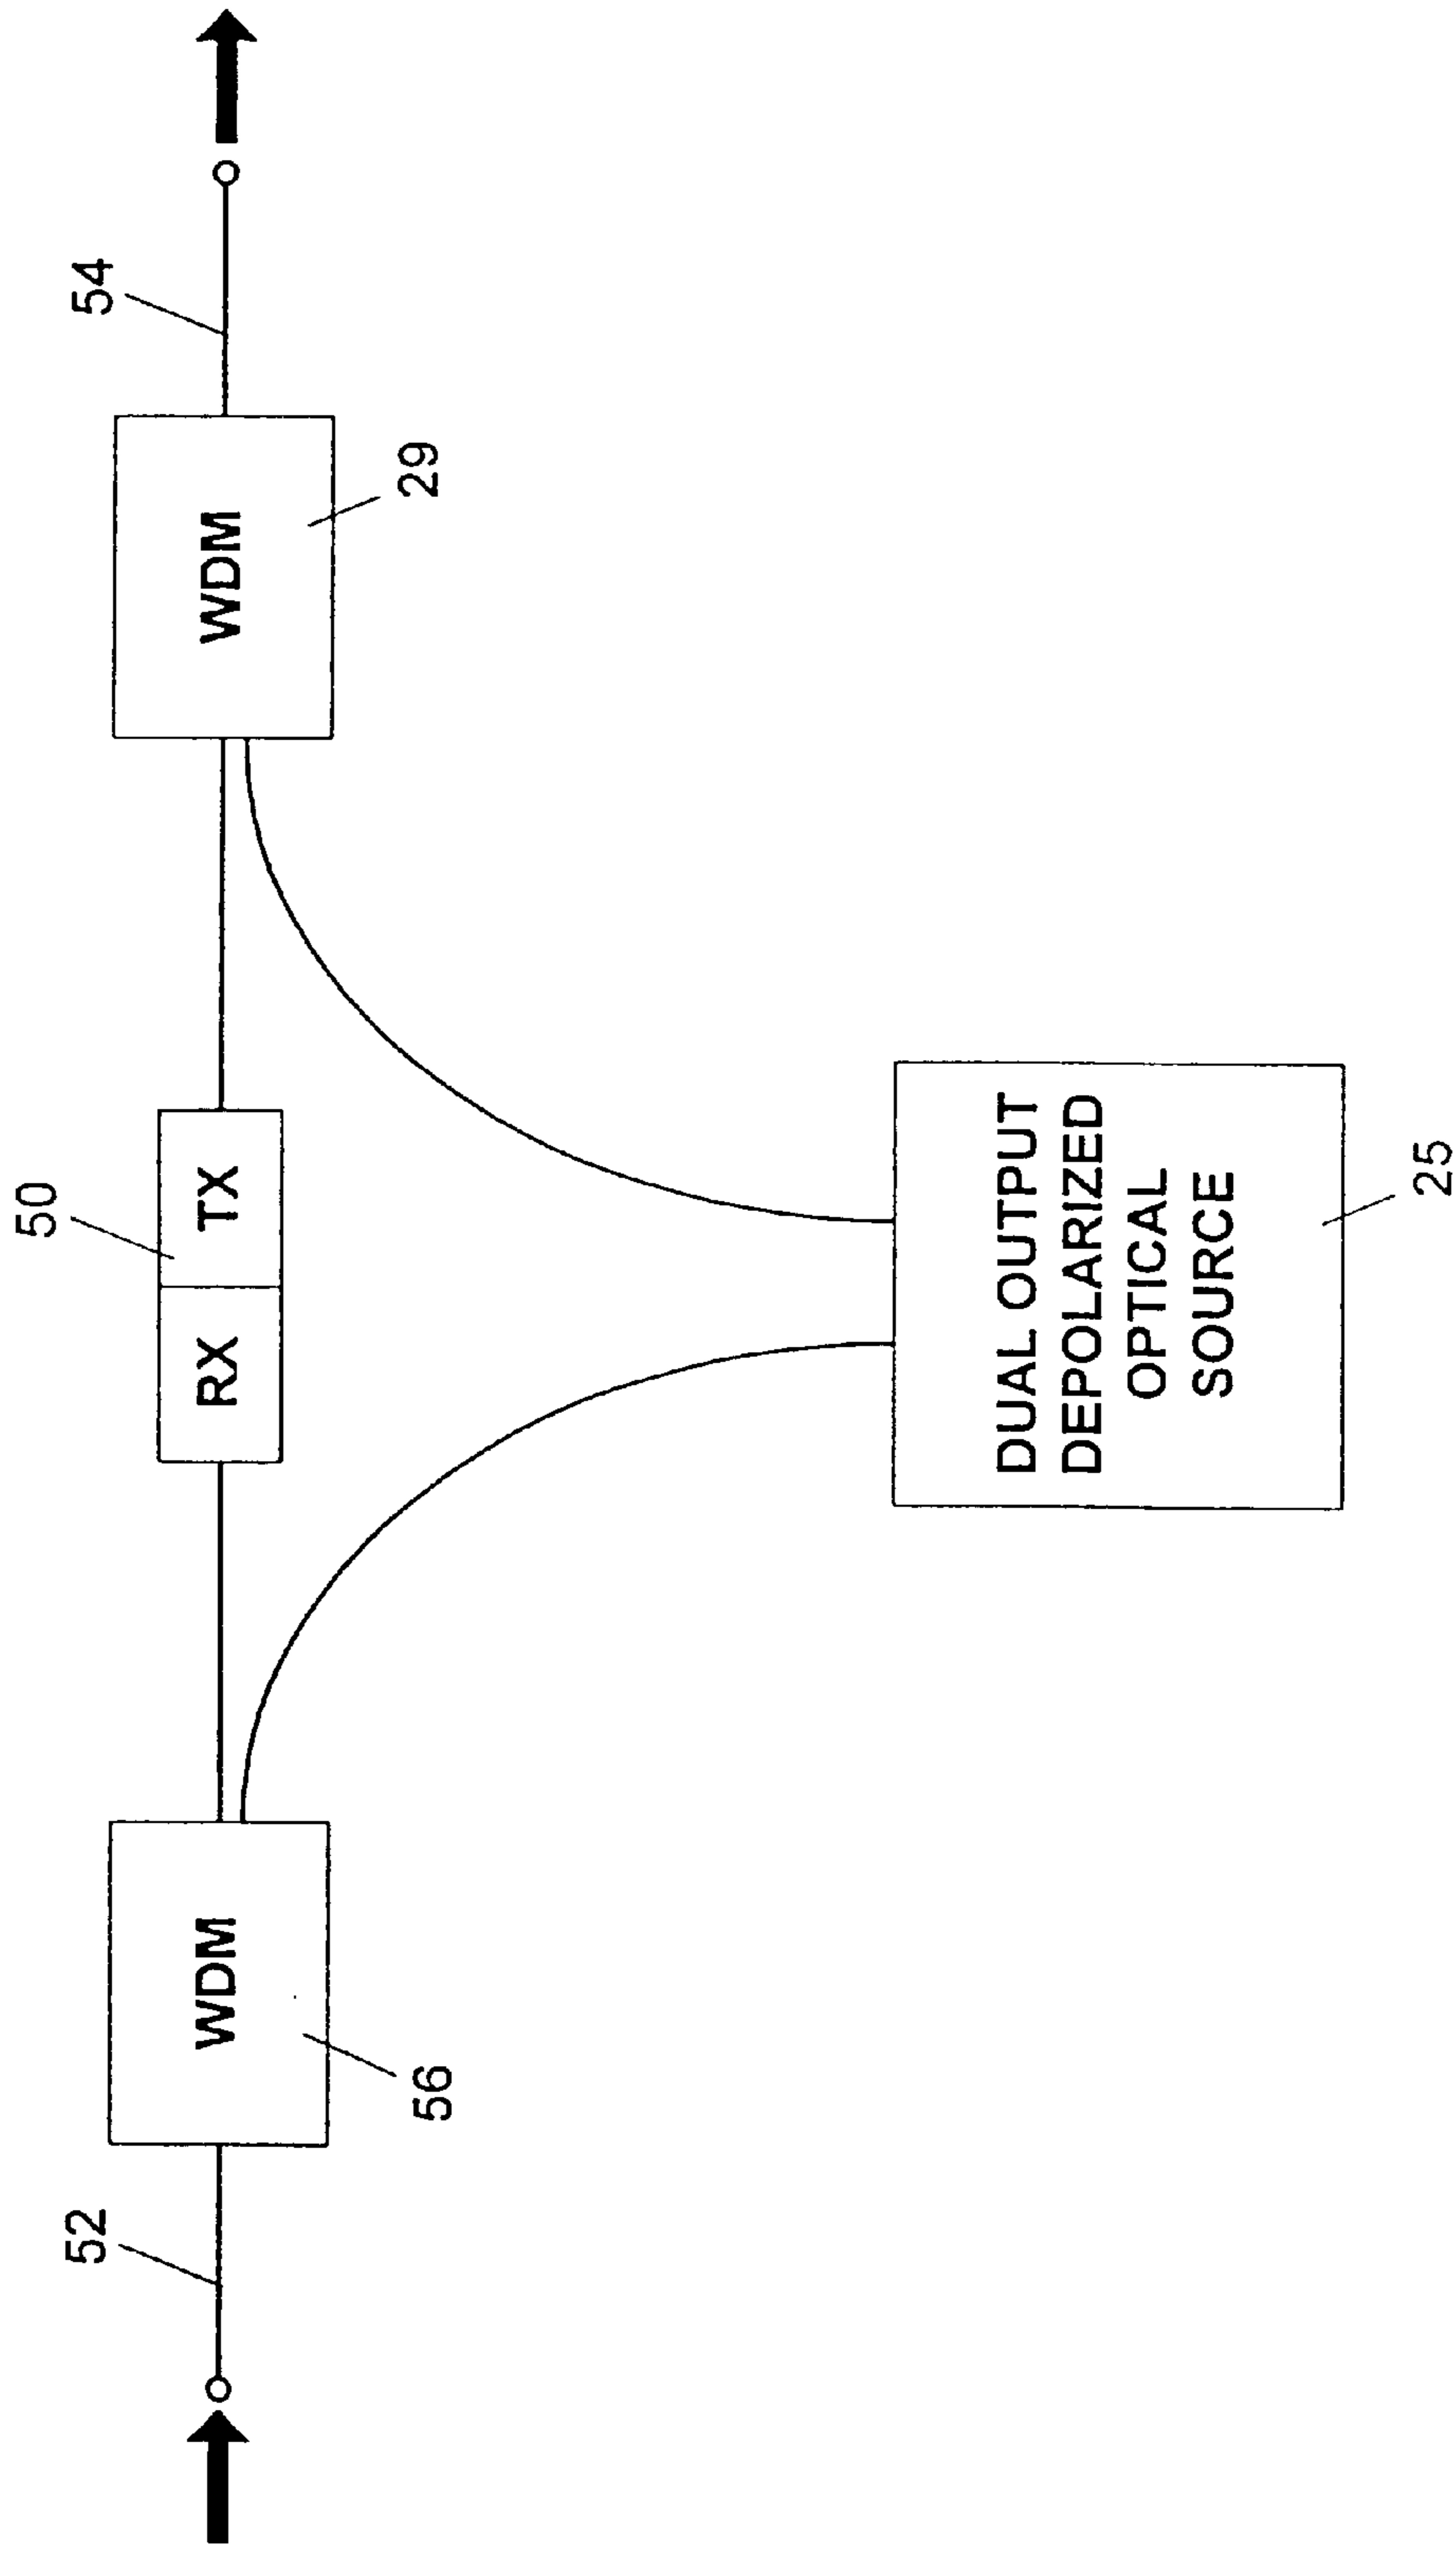 52
WDM
56
50
RX
TX
WDM
29
54
DUAL OUTPUT
DEPOLARIZED
OPTICAL
SOURCE
25